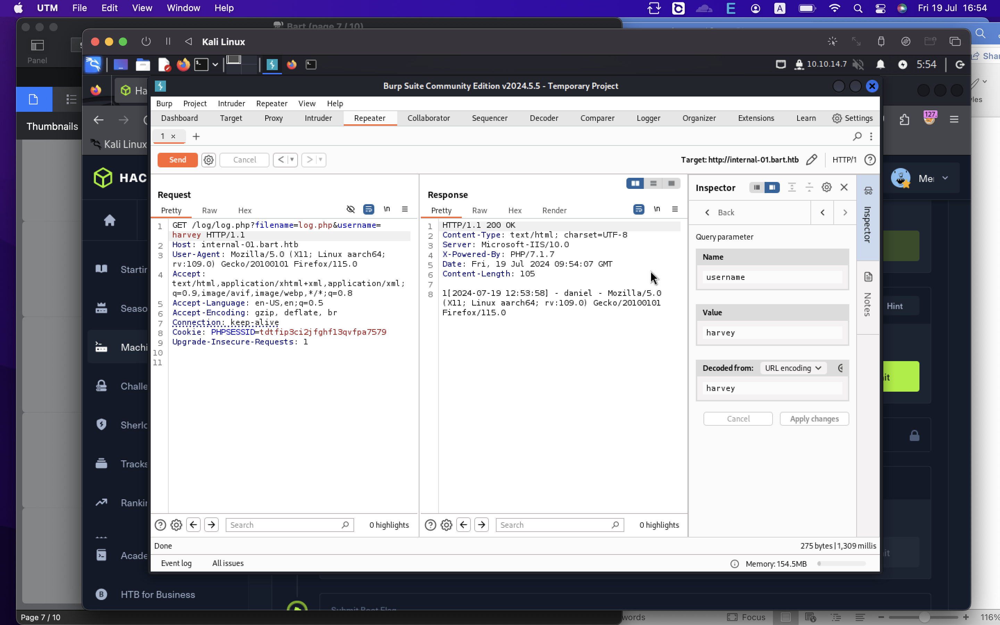 UTM File Edit View Window Help
A Fri 19 Jul 16:54
Bart (page 7 / 10)
Kali Linux
Panel
10.10.14.7 5:54
Burp Suite Community Edition v2024.5.5 - Temporary Project
Burp Project Intruder Repeater View Help
Dashboard Target Proxy Intruder Repeater Collaborator Sequencer Decoder Comparer Logger Organizer Extensions Learn Settings
127.
Thumbnails
1 × +
Kali Linux
Send Cancel < >
Target: http://internal-01.bart.htb HTTP/1
HAC
Request
Pretty Raw Hex \n
1 GET /log/log.php?filename=log.php&username=
harvey HTTP/1.1
2 Host: internal-01.bart.htb
3 User-Agent: Mozilla/5.0 (X11; Linux aarch64;
rv:109.0) Gecko/20100101 Firefox/115.0
4 Accept:
text/html,application/xhtml+xml,application/xml;
q=0.9,image/avif,image/webp,*/*;q=0.8
5 Accept-Language: en-US,en;q=0.5
6 Accept-Encoding: gzip, deflate, br
7 Connection: keep-alive
8 Cookie: PHPSESSID=tdtfip3ci2jfghfl3qvfpa7579
9 Upgrade-Insecure-Requests: 1
10
11
Search 0 highlights
Response
Pretty Raw Hex Render \n
1 HTTP/1.1 200 OK
2 Content-Type: text/html; charset=UTF-8
3 Server: Microsoft-IIS/10.0
4 X-Powered-By: PHP/7.1.7
5 Date: Fri, 19 Jul 2024 09:54:07 GMT
6 Content-Length: 105
7
8 1[2024-07-19 12:53:58] - daniel - Mozilla/5.0
(X11; Linux aarch64; rv:109.0) Gecko/20100101
Firefox/115.0
Search 0 highlights
Inspector
Back
Query parameter
Name
username
Value
harvey
Decoded from: URL encoding
harvey
Cancel Apply changes
Inspector
Notes
Hint
Done
275 bytes | 1,309 millis
Event log All issues
Memory: 154.5MB
HTB for Business
Submit Root Flag
Page 7 / 10
words Focus 116%